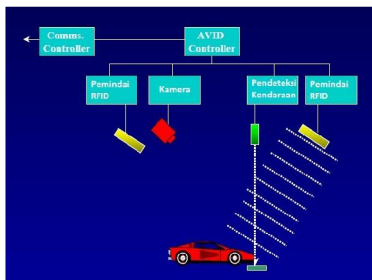 Comms.
Controller
AVID
Controller
Pemindai
RFID
Kamera
Pendeteksi
Kendaraan
Pemindai
RFID